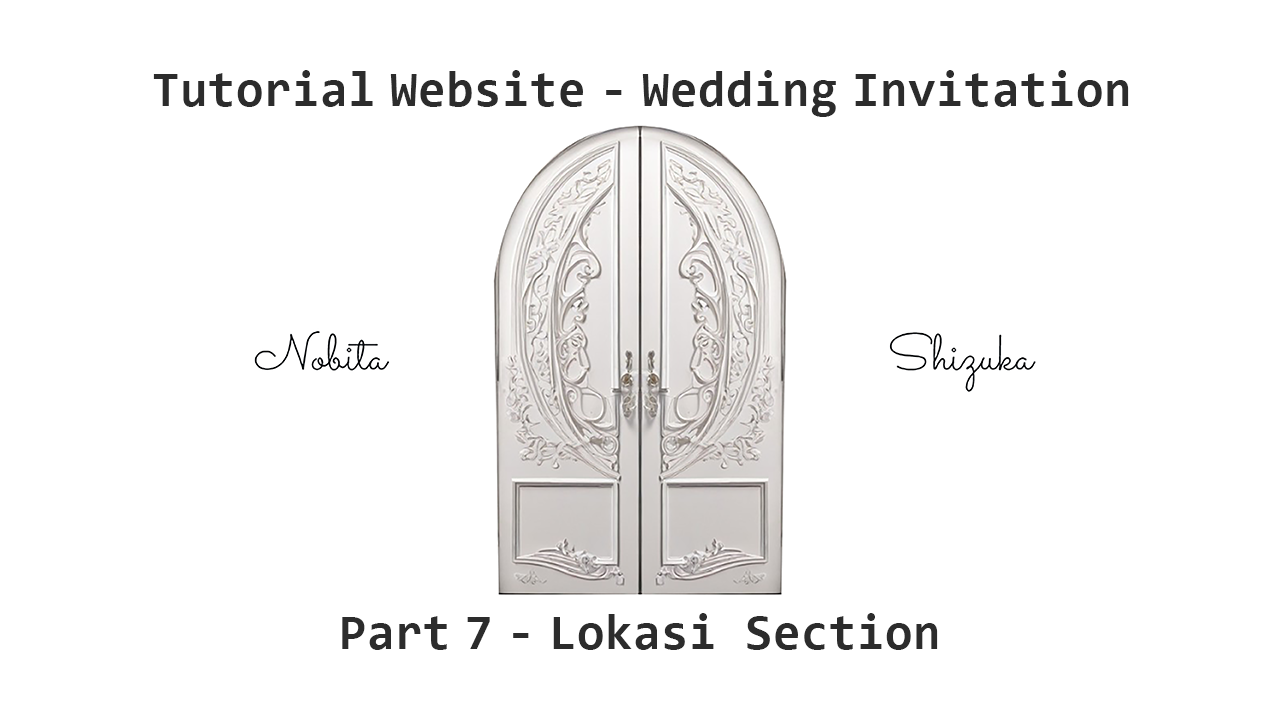 Tutorial Website - Wedding Invitation
Nobita
Shizuka
Part 7 - Lokasi Section